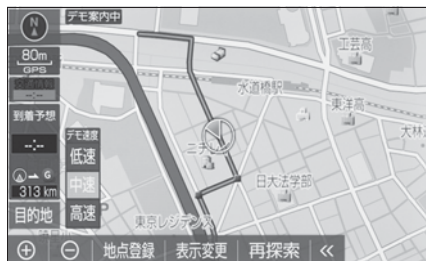 デモ案内中
N
80m
GPS
--:--
到着予想
--:--
G
313 km
目的地
デモ速度
低速
中速
高速
工芸高
水道橋駅
東洋高
大林
ニチ
日大法学部
東京レジデンス
地点登録
表示変更
再探索